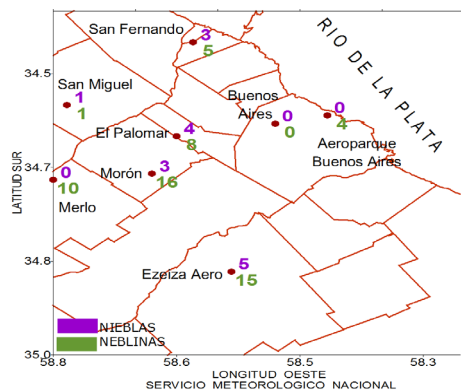 RIO DE LA PLATA
San Fernando
3
5
34.5
San Miguel
1
1
Buenos
Aires
0
0
0
4
Aeroparque
Buenos Aires
El Palomar
4
8
34.7
Morón
3
16
0
10
Merlo
LATITUD SUR
34.8
Ezeiza Aero
5
15
NIEBLAS
NEBLINAS
35.0
58.8
58.6
58.5
58.3
LONGITUD OESTE
SERVICIO METEOROLOGICO NACIONAL